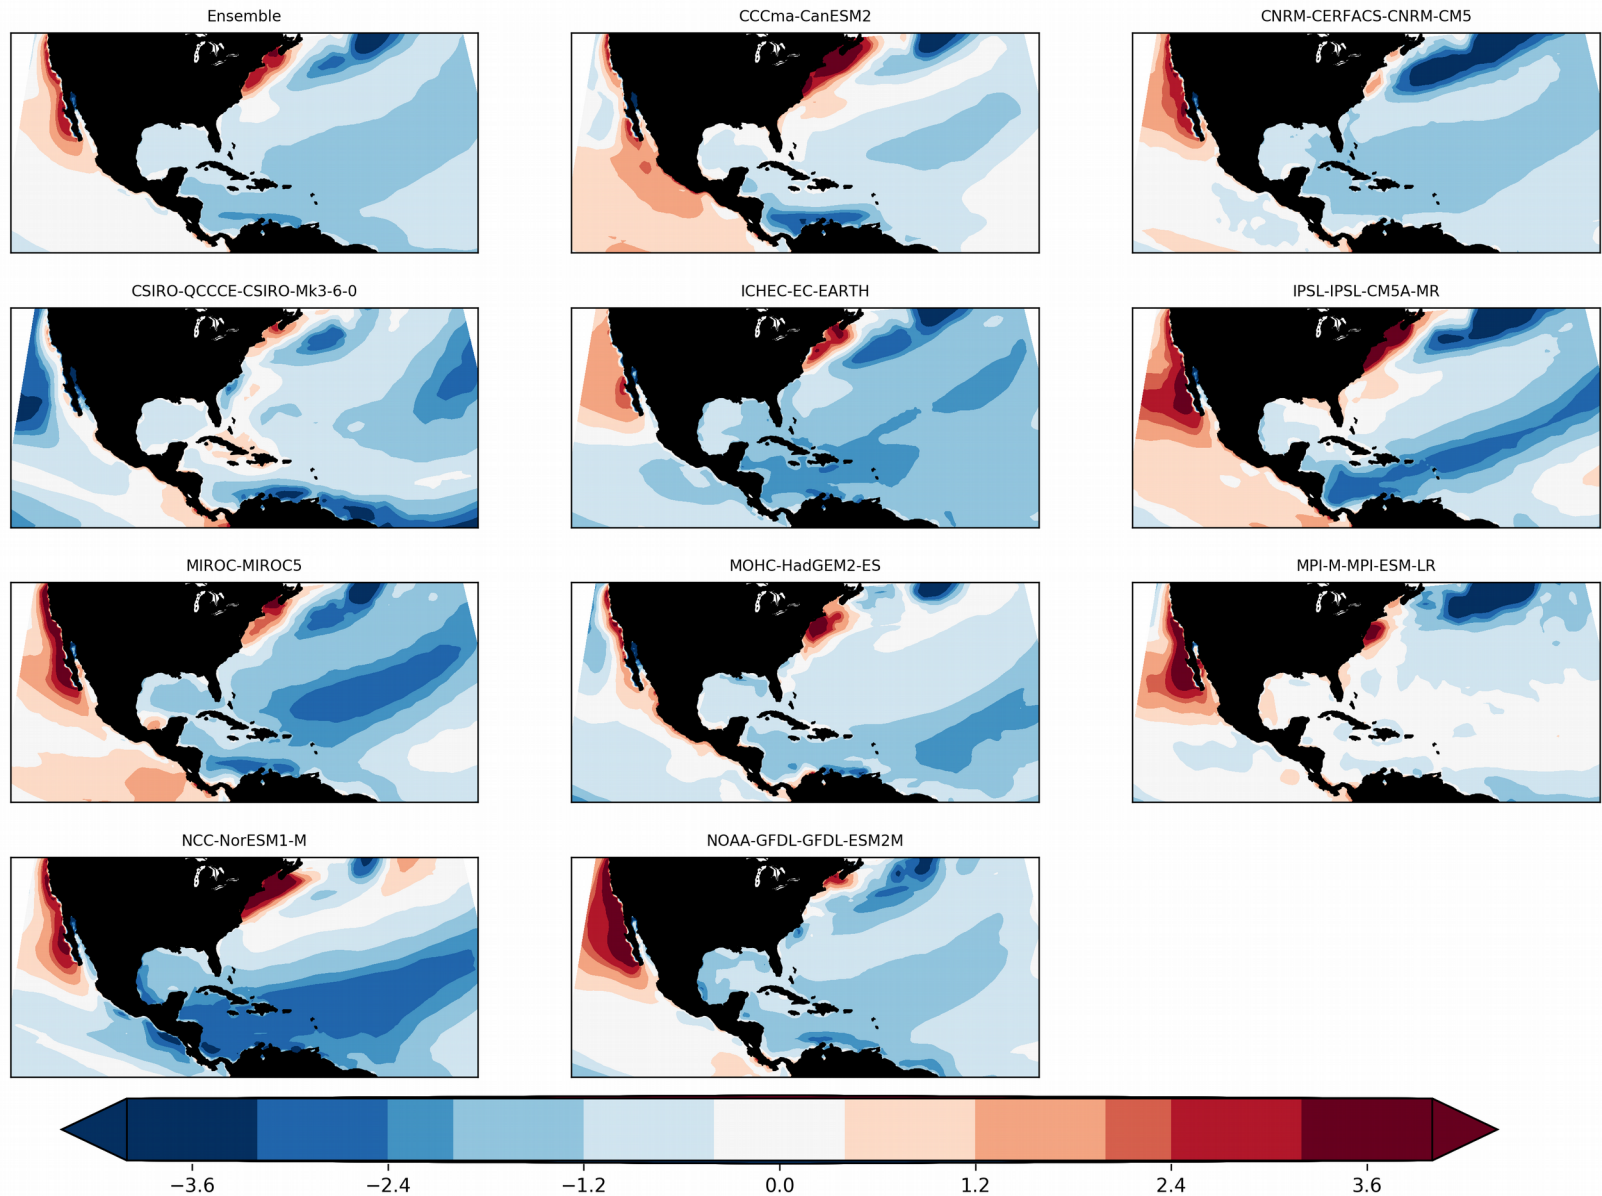 Ensemble
CCCma-CanESM2
CNRM-CERFACS-CNRM-CM5
CSIRO-QCCCE-CSIRO-Mk3-6-0
ICHEC-EC-EARTH
IPSL-IPSL-CM5A-MR
MIROC-MIROC5
MOHC-HadGEM2-ES
MPI-M-MPI-ESM-LR
NCC-NorESM1-M
NOAA-GFDL-GFDL-ESM2M
−3.6 −2.4 −1.2 0.0 1.2 2.4 3.6